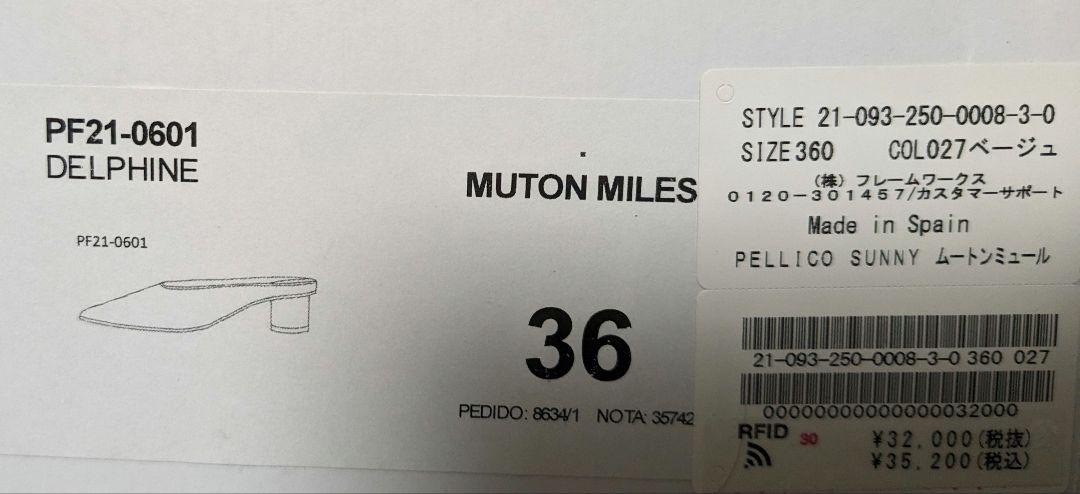 PF21-0601
DELPHINE
PF21-0601
MUTON MILES
36
PEDIDO: 8634/1 NOTA: 35742
STYLE 21-093-250-0008-3-0
SIZE360 COL027ベージュ
(株) フレームワークス
0120-301457/カスタマーサポート
Made in Spain
PELLICO SUNNY ムートンミュール
21-093-250-0008-3-0 360 027
00000000000000032000
RFID 30
¥32,000(税抜)
¥35,200(税込)